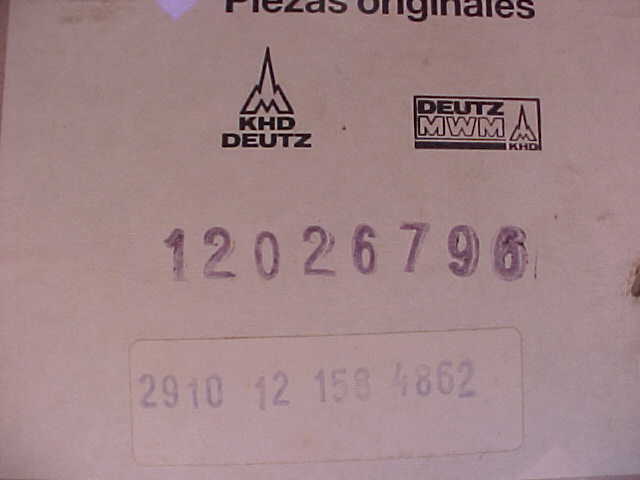 Piezas originales
KHD
DEUTZ
DEUTZ
MWM
KHD
12026796
2910 12 158 4862